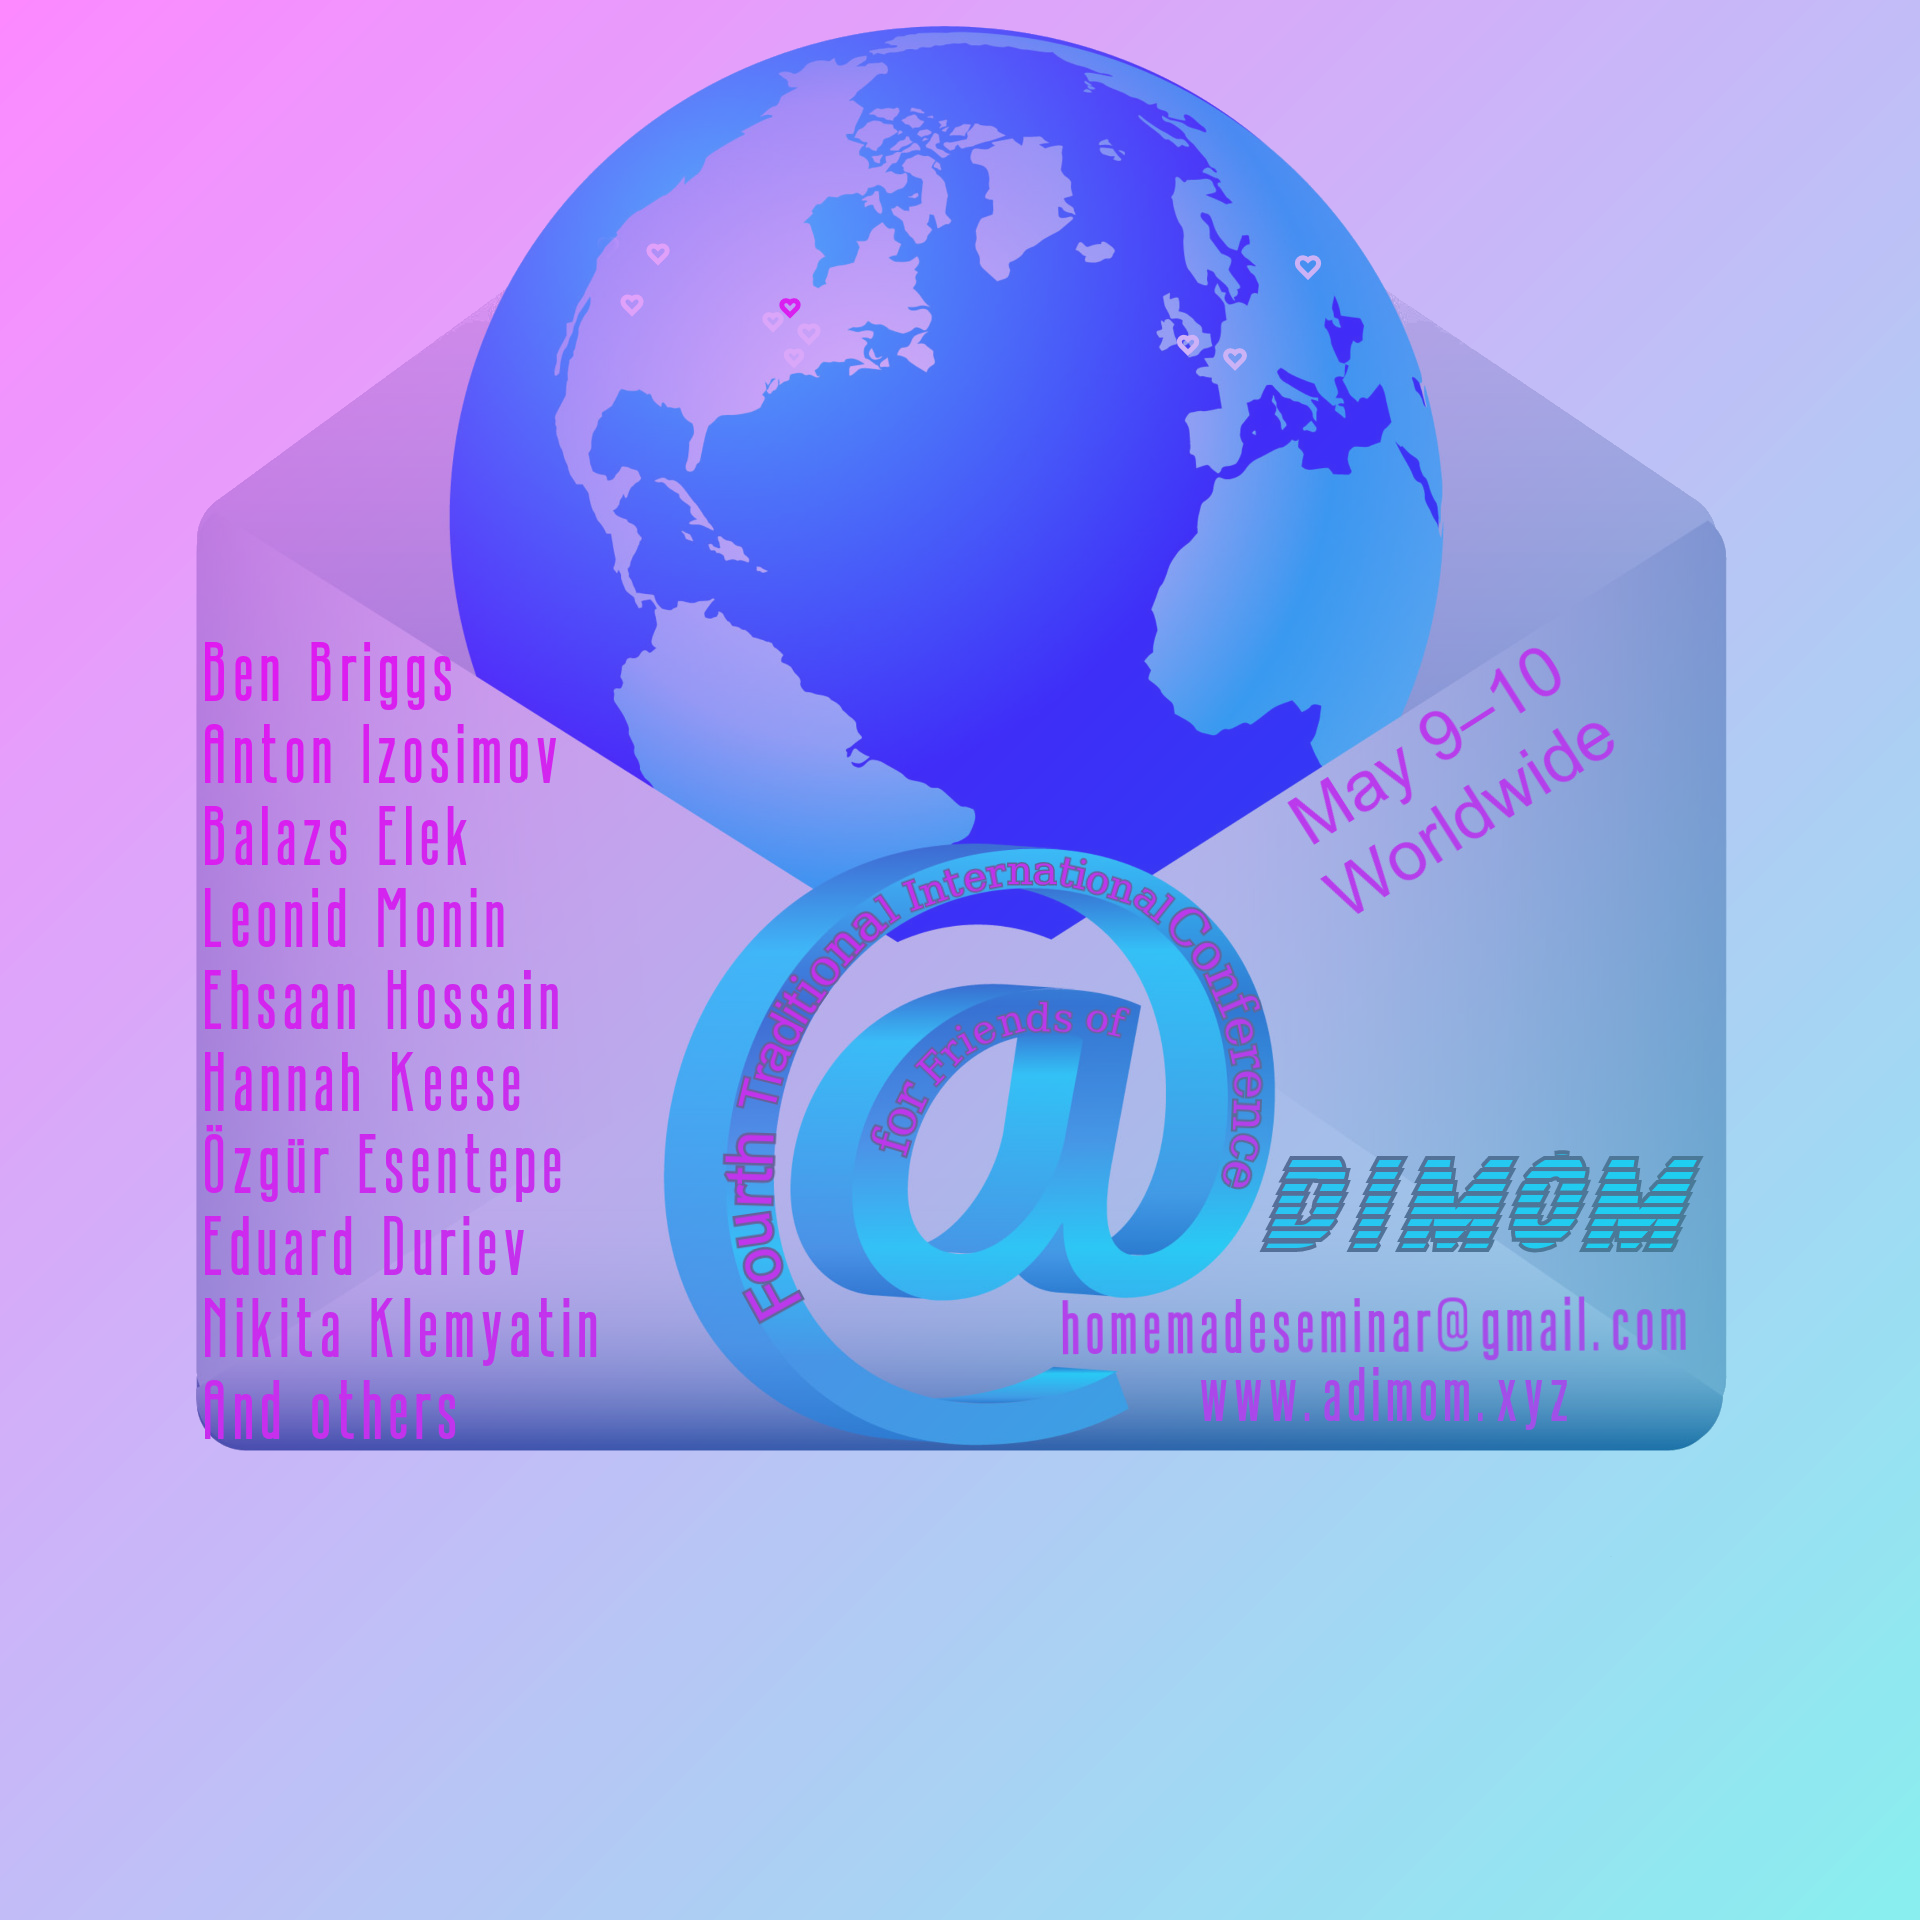 Ben Briggs
Anton Izosimov
Balazs Elek
Leonid Monin
Ehsaan Hossain
Hannah Keese
Özgür Esentepe
Eduard Duriev
Nikita Klemyatin
And others
May 9–10
Worldwide
Fourth Traditional International Conference
for Friends of
@DIMOM
homemadeseminar@gmail.com
www.adimom.xyz